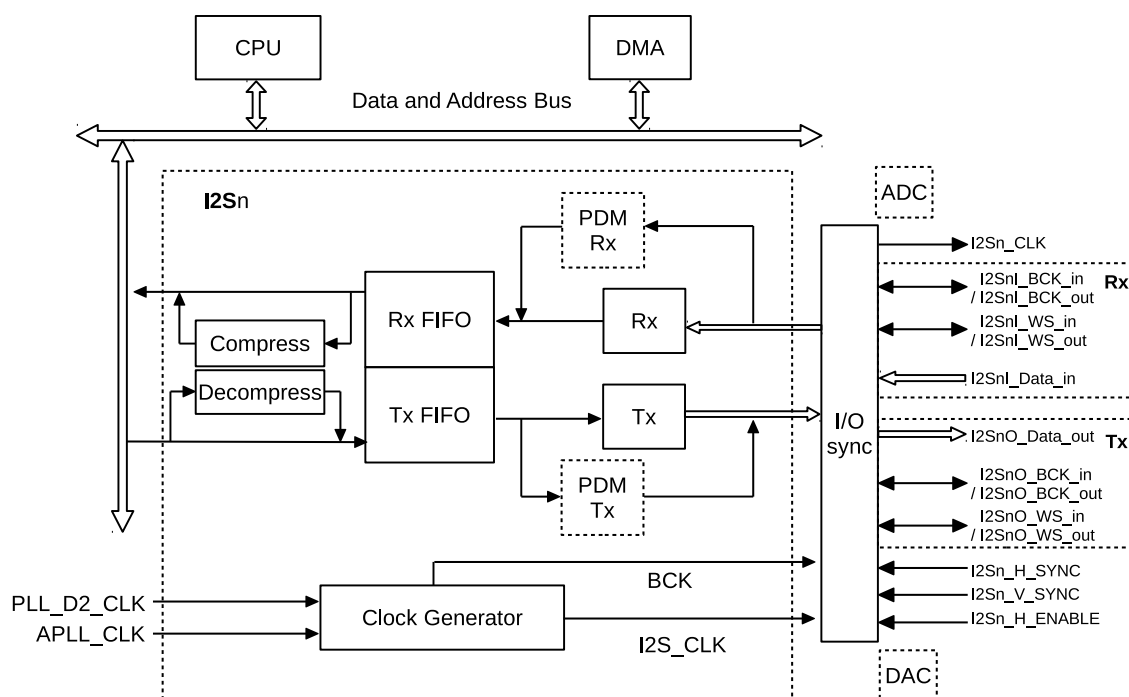 CPU
DMA
Data and Address Bus
I2Sn
ADC
PDM
Rx
I2Sn_CLK
I2SnI_BCK_in
/ I2SnI_BCK_out
Rx
Rx FIFO
Rx
I2SnI_WS_in
/ I2SnI_WS_out
Compress
I2SnI_Data_in
Decompress
Tx FIFO
Tx
I/O
sync
I2SnO_Data_out
Tx
PDM
Tx
I2SnO_BCK_in
/ I2SnO_BCK_out
I2SnO_WS_in
/ I2SnO_WS_out
BCK
I2Sn_H_SYNC
PLL_D2_CLK
Clock Generator
I2Sn_V_SYNC
APLL_CLK
I2S_CLK
I2Sn_H_ENABLE
DAC